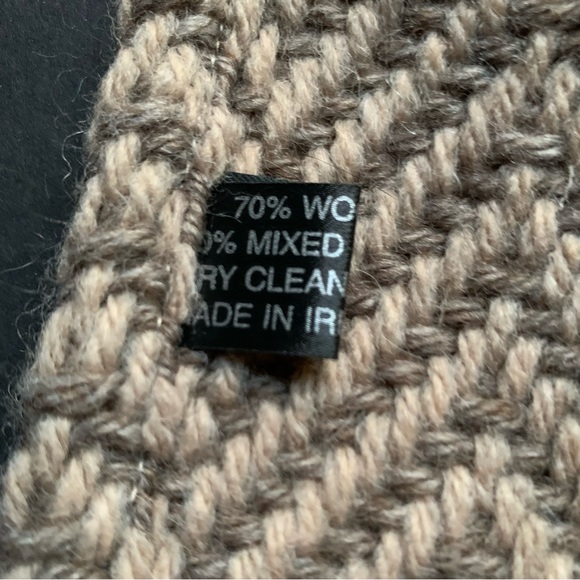 70% WO
0% MIXED
RY CLEAN
ADE IN IR